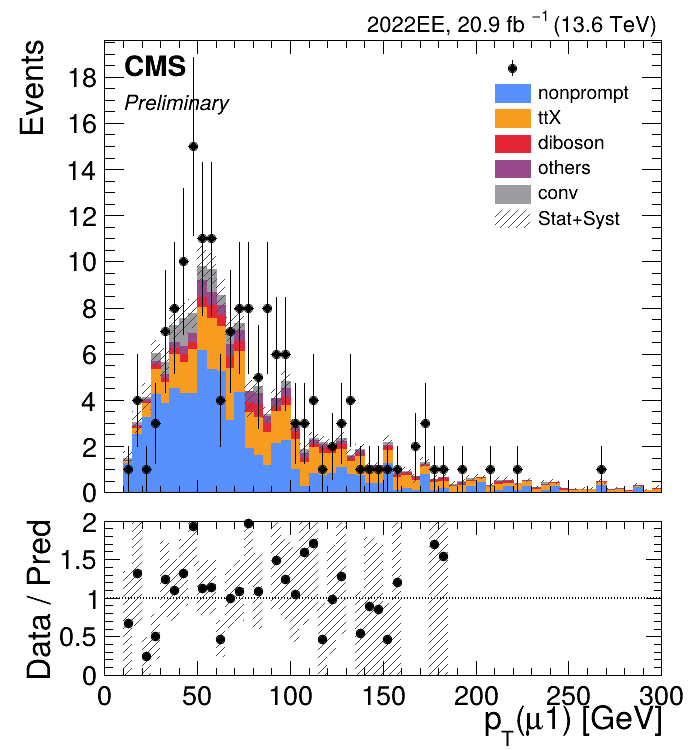 2022EE, 20.9 fb⁻¹ (13.6 TeV)
CMS
Preliminary
Events
18
16
14
12
10
8
6
4
2
0
nonprompt
ttX
diboson
others
conv
Stat+Syst
Data / Pred
2
1.5
1
0.5
0
0 50 100 150 200 250 300
p_T(μ1) [GeV]